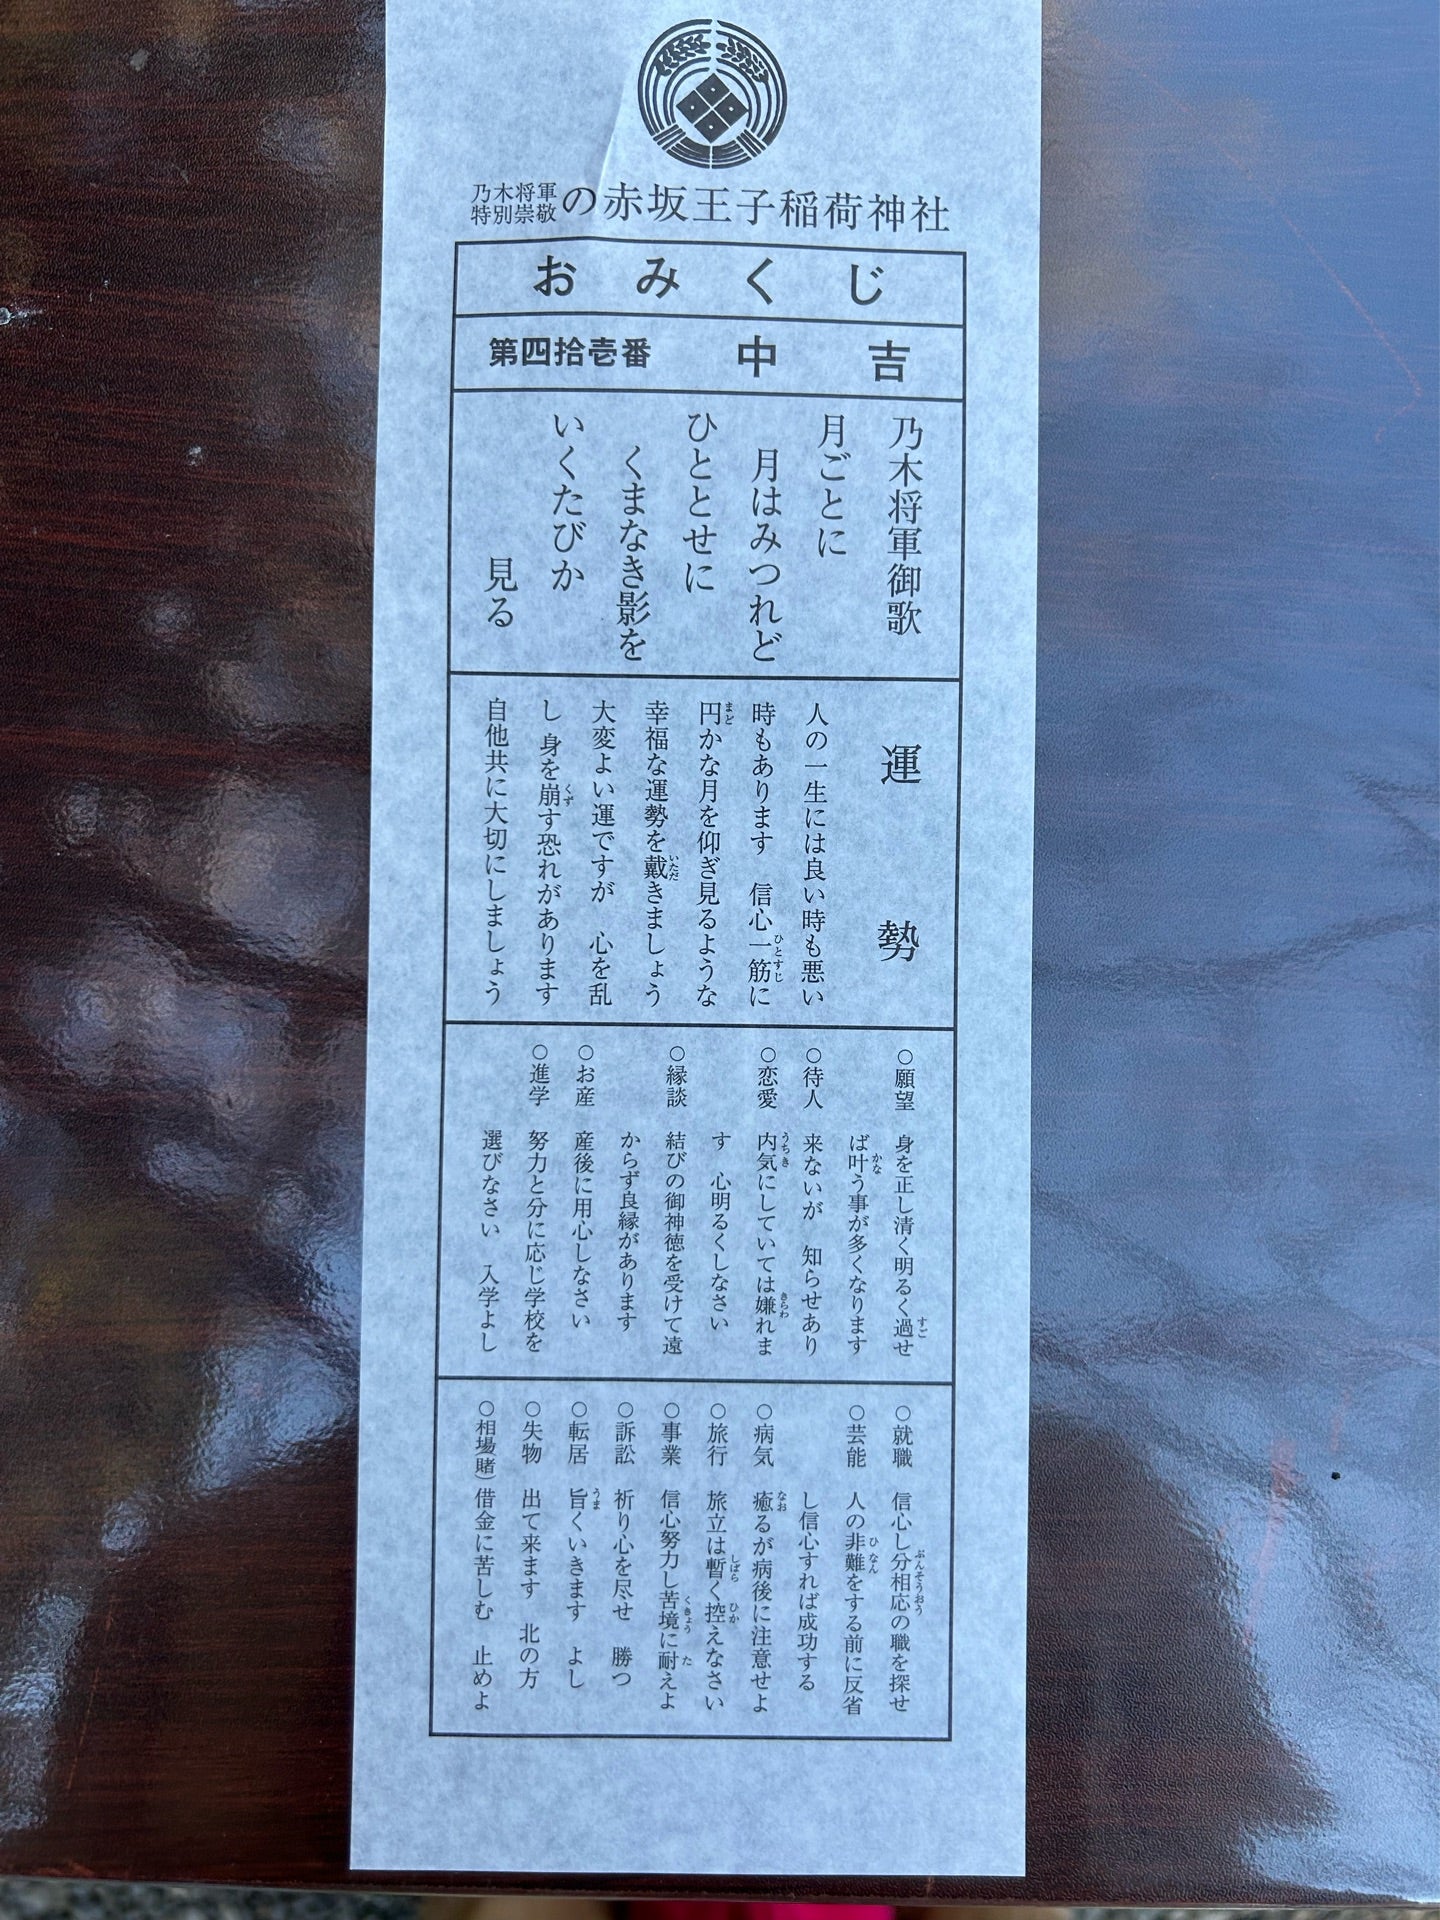 乃木将軍
特別崇敬
の赤坂王子稲荷神社
おみくじ
第四拾壱番 中吉
乃木将軍御歌
月ごとに
月はみつれど
ひととせに
くまなき影を
いくたびか
見る
運勢
人の一生には良い時も悪い
時もあります 信心一筋に
円かな月を仰ぎ見るような
幸福な運勢を戴きましょう
大変よい運ですが 心を乱
し 身を崩す恐れがあります
自他共に大切にしましょう
○願望 身を正し清く明るく過せ
ば叶う事が多くなります
○待人 来ないが 知らせあり
○恋愛 内気にしていては嫌れま
す 心明るくしなさい
○縁談 結びの御神徳を受けて遠
からず良縁があります
○お産 産後に用心しなさい
○進学 努力と分に応じ学校を
選びなさい 入学よし
○就職 信心し分相応の職を探せ
○芸能 人の非難をする前に反省
し信心すれば成功する
○病気 癒るが病後に注意せよ
○旅行 旅立は暫く控えなさい
○事業 信心努力し苦境に耐えよ
○訴訟 祈り心を尽せ 勝つ
○転居 旨くいきます よし
○失物 出て来ます 北の方
○相場(賭) 借金に苦しむ 止めよ